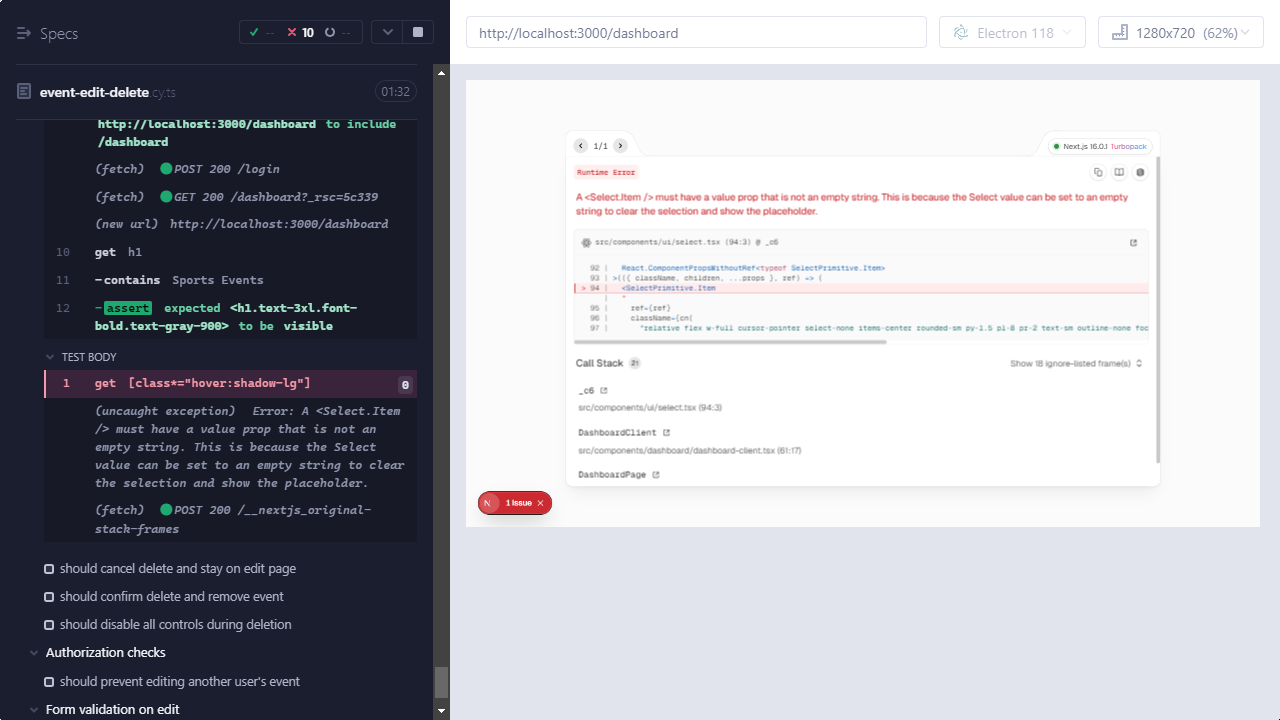 Specs
-- 10 --
event-edit-delete.cy.ts
01:32
http://localhost:3000/dashboard to include
/dashboard
(fetch) POST 200 /login
(fetch) GET 200 /dashboard?_rsc=5c339
(new url) http://localhost:3000/dashboard
10 get h1
11 -contains Sports Events
12 -assert expected <h1.text-3xl.font-
bold.text-gray-900> to be visible
TEST BODY
1 get [class*="hover:shadow-lg"] 0
(uncaught exception) Error: A <Select.Item
/> must have a value prop that is not an
empty string. This is because the Select
value can be set to an empty string to clear
the selection and show the placeholder.
(fetch) POST 200 /__nextjs_original-
stack-frames
should cancel delete and stay on edit page
should confirm delete and remove event
should disable all controls during deletion
Authorization checks
should prevent editing another user's event
Form validation on edit
http://localhost:3000/dashboard
Electron 118
1280x720 (62%)
1/1
Next.js 16.0.1 Turbopack
Runtime Error
A <Select.Item /> must have a value prop that is not an empty string. This is because the Select value can be set to an empty
string to clear the selection and show the placeholder.
src/components/ui/select.tsx (94:3) @ _c6
92 | React.ComponentPropsWithoutRef<typeof SelectPrimitive.Item>
93 | >(({ className, children, ...props }, ref) => (
> 94 | <SelectPrimitive.Item
| ^
95 | ref={ref}
96 | className={cn(
97 | "relative flex w-full cursor-pointer select-none items-center rounded-sm py-1.5 pl-8 pr-2 text-sm outline-none foc
Call Stack 21
Show 18 ignore-listed frame(s)
_c6
src/components/ui/select.tsx (94:3)
DashboardClient
src/components/dashboard/dashboard-client.tsx (61:17)
DashboardPage
N 1 Issue